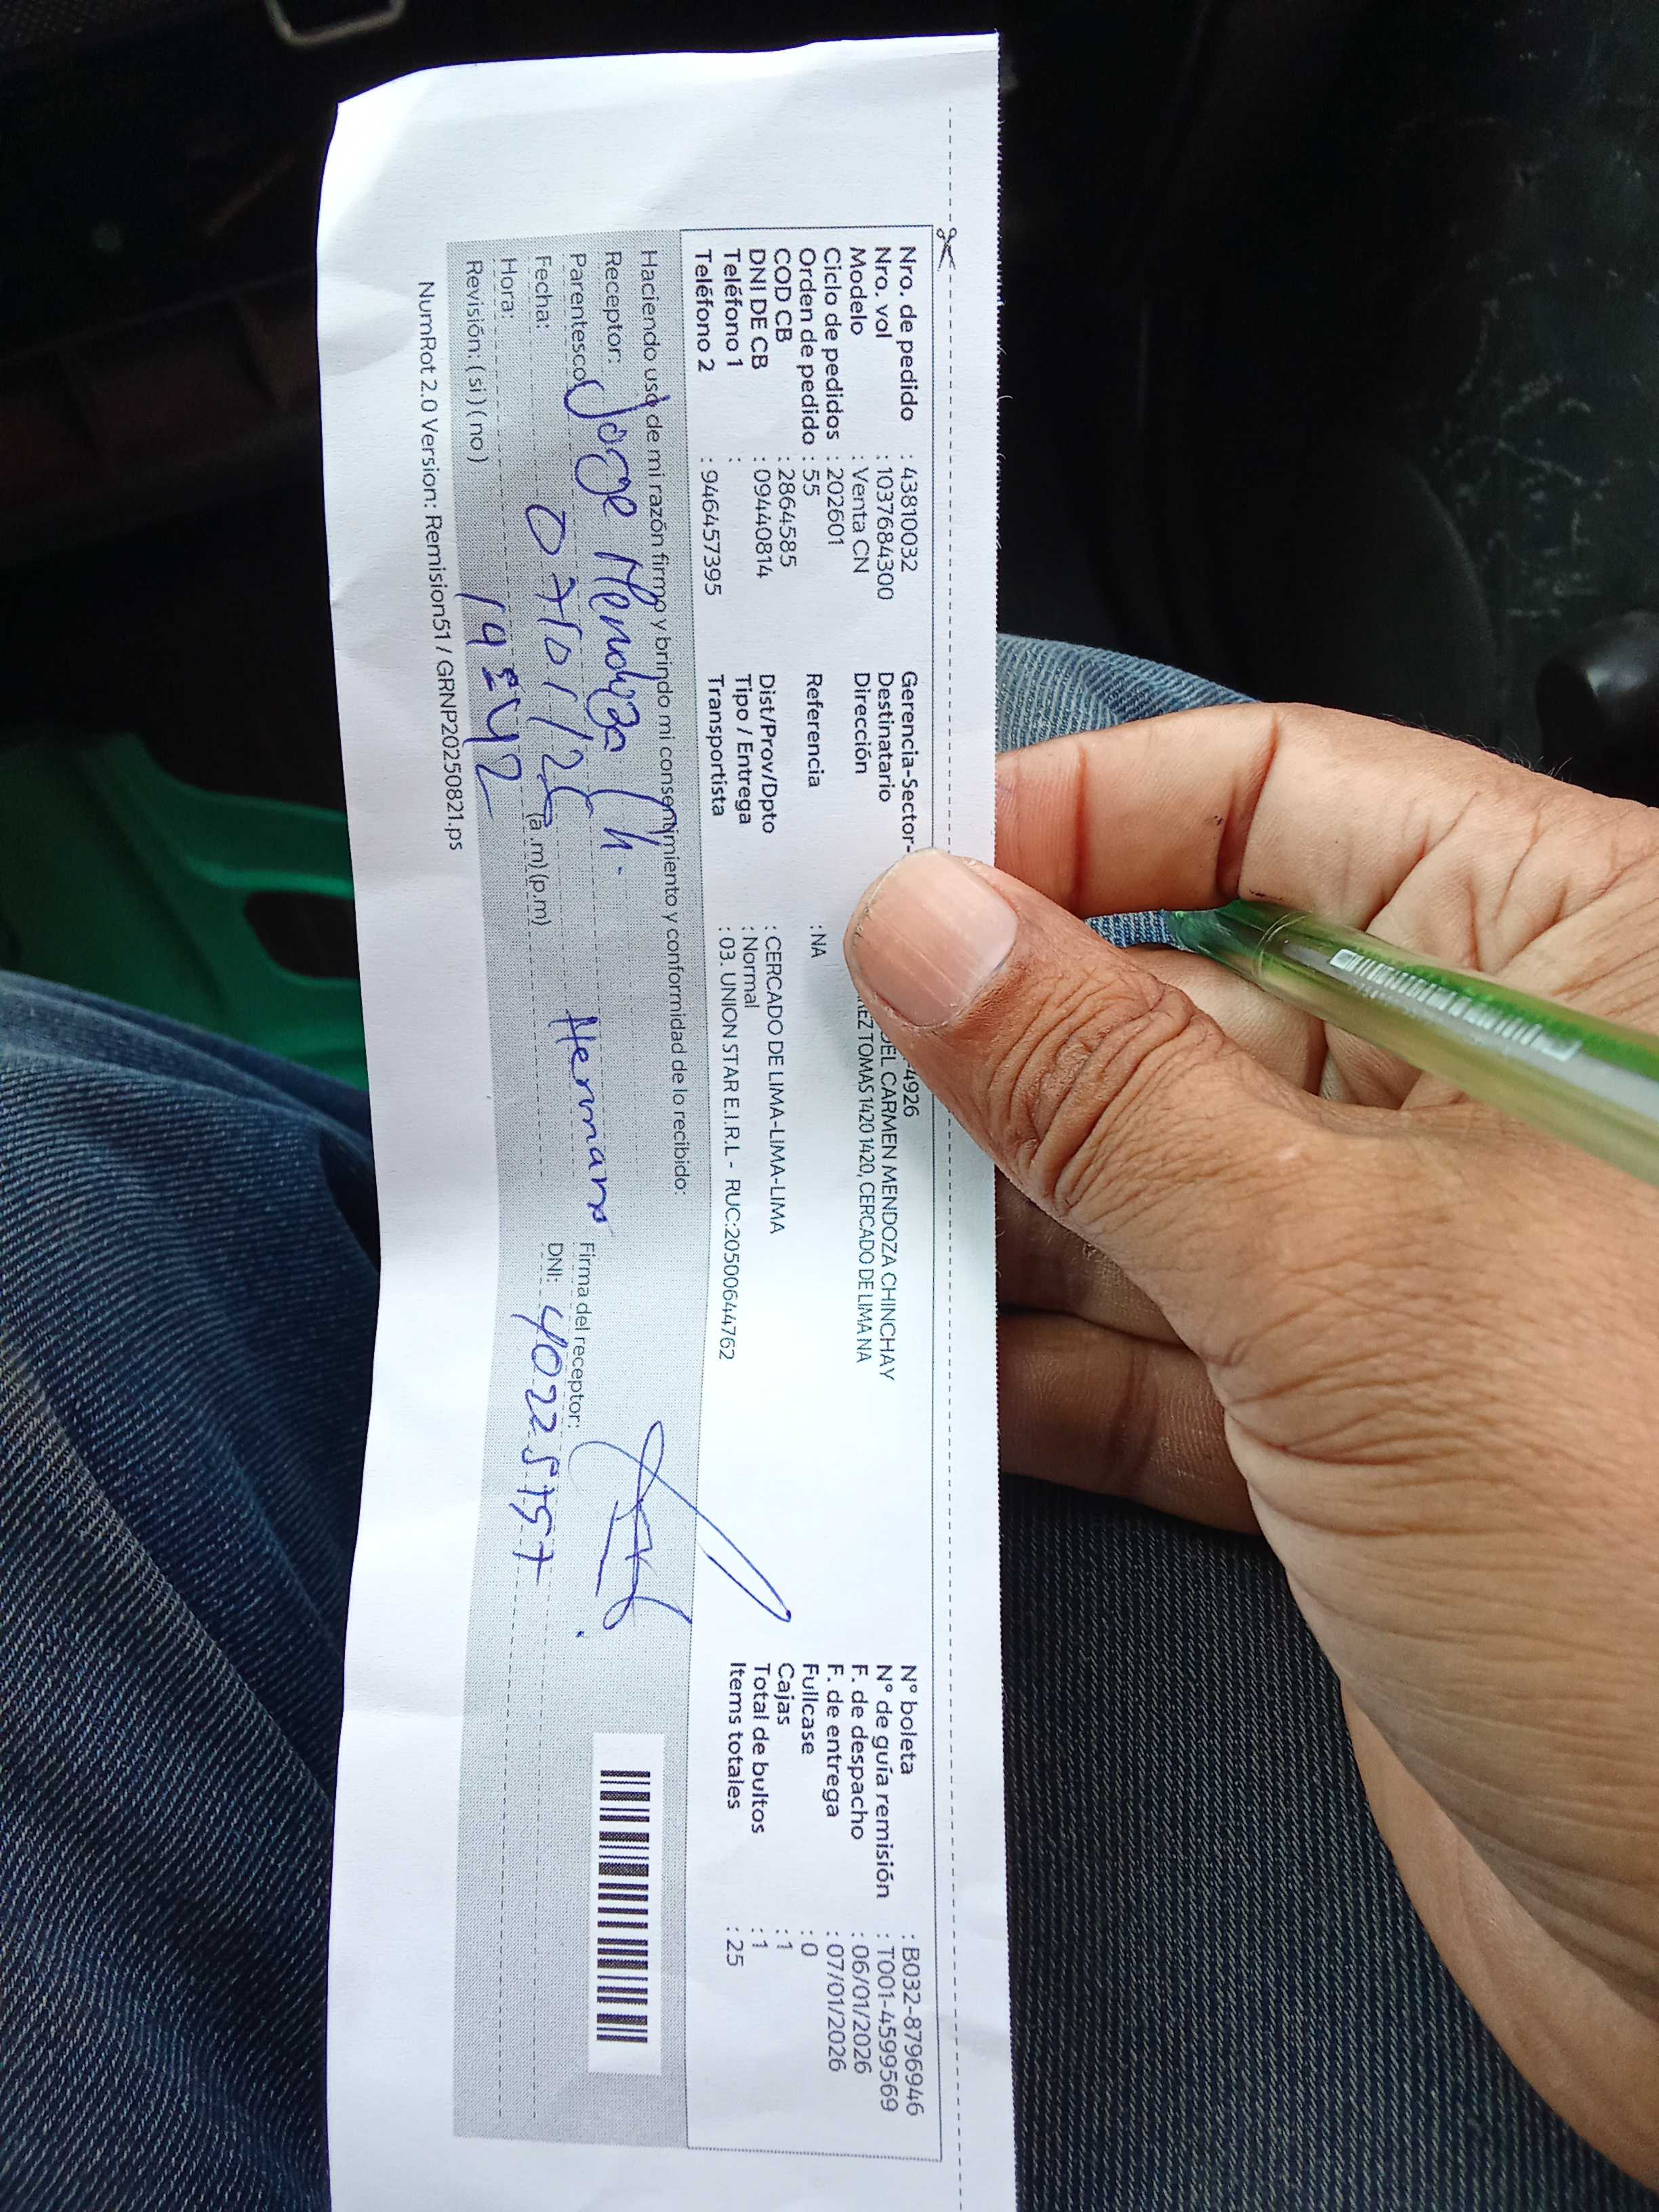 Nro. de pedido : 43810032
Nro. vol : 1037684300
Modelo : Venta CN
Ciclo de pedidos : 202601
Orden de pedido : 55
COD CB : 2864585
DNI DE CB : 09440814
Teléfono 1 :
Teléfono 2 : 946457395
Gerencia-Sector- -4926
Destinatario DEL CARMEN MENDOZA CHINCHAY
Dirección TOMAS 1420 1420, CERCADO DE LIMA NA
Referencia : NA
Dist/Prov/Dpto : CERCADO DE LIMA-LIMA-LIMA
Tipo / Entrega : Normal
Transportista : 03. UNION STAR E.I.R.L - RUC:20500644762
N° boleta : B032-8796946
N° de guía remisión : T001-4599569
F. de despacho : 06/01/2026
F. de entrega : 07/01/2026
Fullcase : 0
Cajas : 1
Total de bultos : 1
Items totales : 25
Haciendo uso de mi razón firmo y brindo mi consentimiento y conformidad de lo recibido:
Receptor: Jorge Mendoza Ch.
Parentesco: Hermano
Firma del receptor:
Fecha: 07/01/26
DNI: 40225757
Hora: (a.m)(p.m)
Revisión: ( si ) ( no )
NumRot 2.0 Version: Remision51 / GRNP20250821.ps